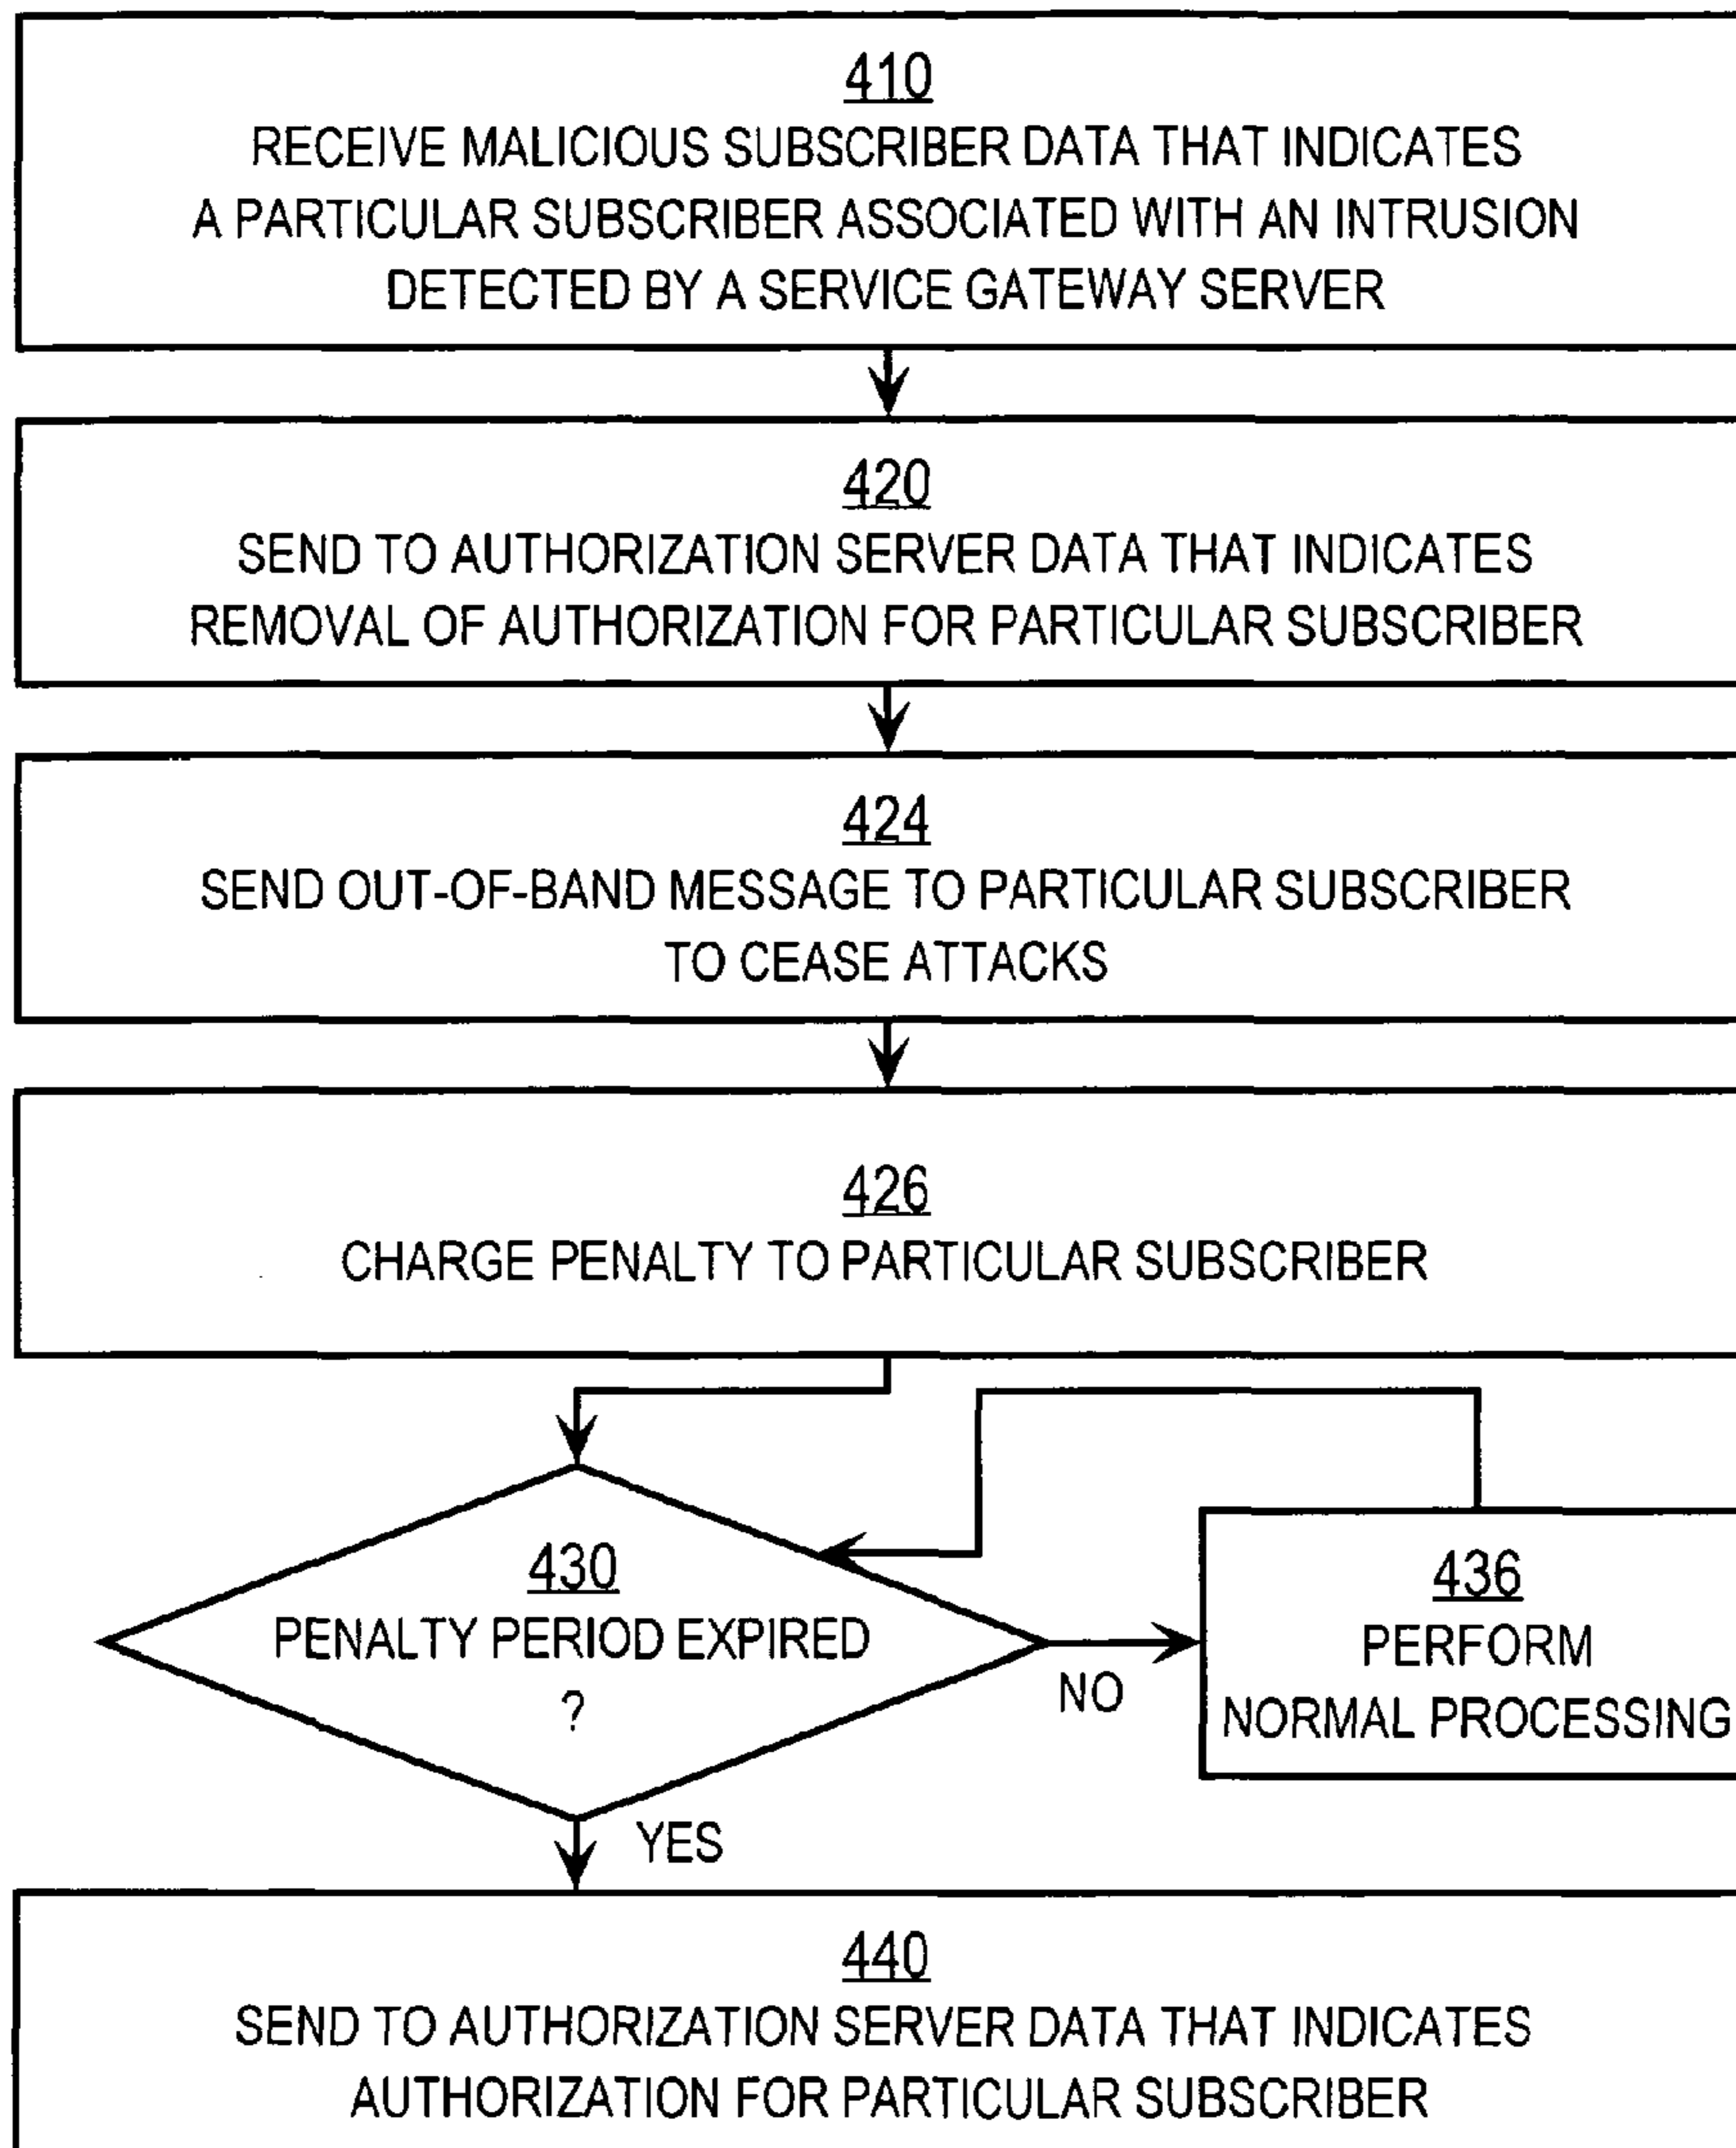 410
RECEIVE MALICIOUS SUBSCRIBER DATA THAT INDICATES
A PARTICULAR SUBSCRIBER ASSOCIATED WITH AN INTRUSION
DETECTED BY A SERVICE GATEWAY SERVER
420
SEND TO AUTHORIZATION SERVER DATA THAT INDICATES
REMOVAL OF AUTHORIZATION FOR PARTICULAR SUBSCRIBER
424
SEND OUT-OF-BAND MESSAGE TO PARTICULAR SUBSCRIBER
TO CEASE ATTACKS
426
CHARGE PENALTY TO PARTICULAR SUBSCRIBER
430
PENALTY PERIOD EXPIRED
?
NO
436
PERFORM
NORMAL PROCESSING
YES
440
SEND TO AUTHORIZATION SERVER DATA THAT INDICATES
AUTHORIZATION FOR PARTICULAR SUBSCRIBER